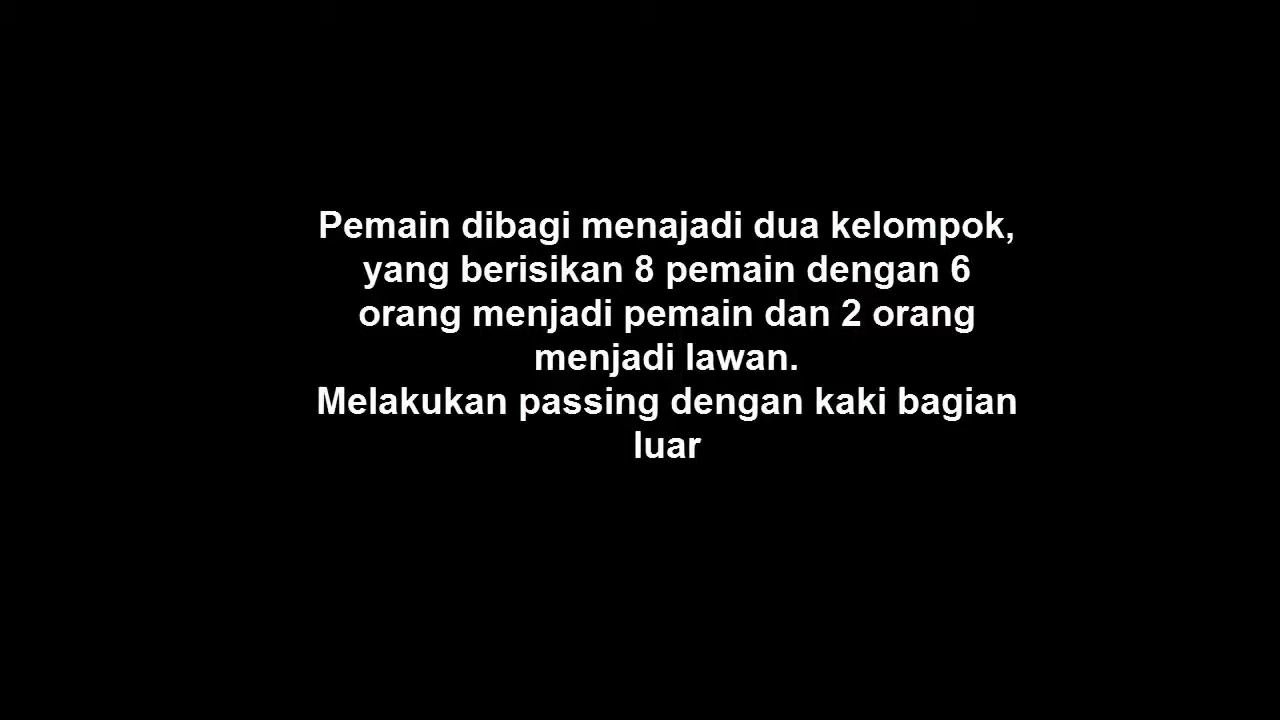 Pemain dibagi menajadi dua kelompok,
yang berisikan 8 pemain dengan 6
orang menjadi pemain dan 2 orang
menjadi lawan.
Melakukan passing dengan kaki bagian
luar